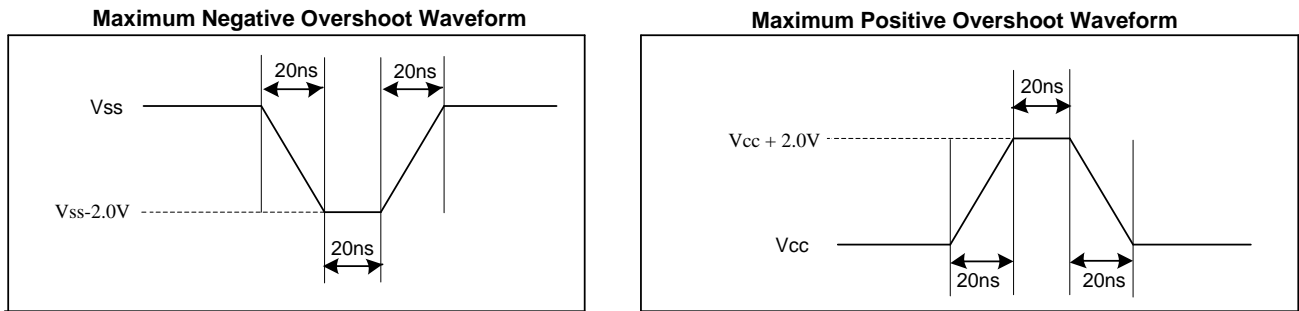 Maximum Negative Overshoot Waveform
20ns
20ns
Vss
Vss-2.0V
20ns
Maximum Positive Overshoot Waveform
20ns
Vcc + 2.0V
Vcc
20ns
20ns